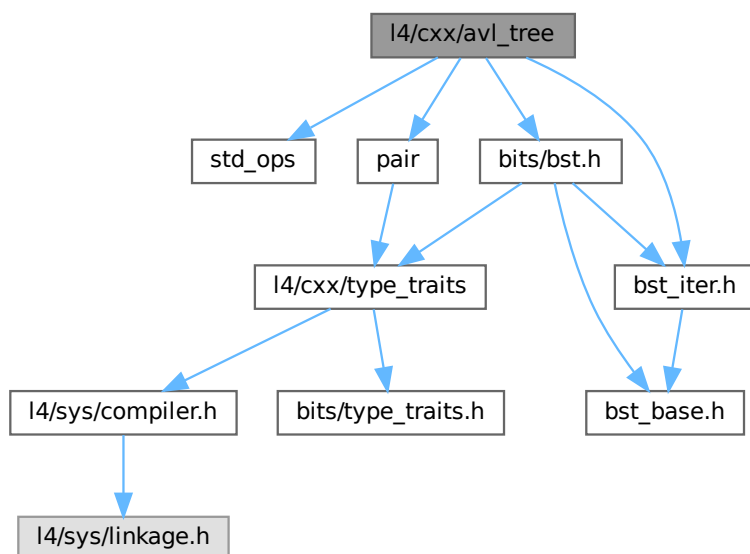 l4/cxx/avl_tree
std_ops
pair
bits/bst.h
l4/cxx/type_traits
bst_iter.h
l4/sys/compiler.h
bits/type_traits.h
bst_base.h
l4/sys/linkage.h